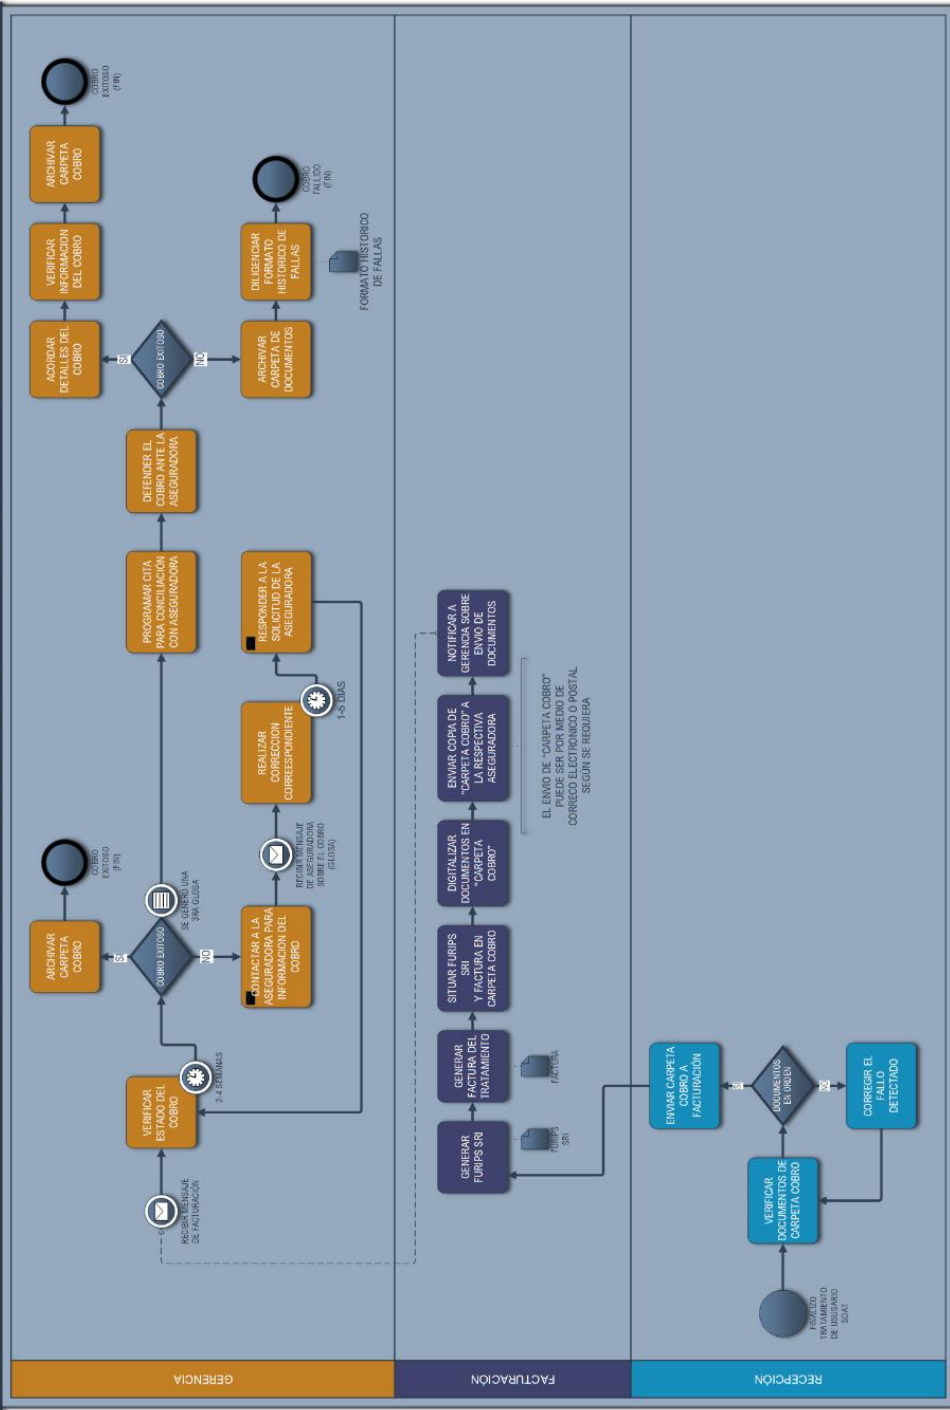 GERENCIA
RECIBIR MENSAJE
DE FACTURACIÓN
VERIFICAR
ESTADO DEL
COBRO
2-4 SEMANAS
COBRO EXITOSO
SI
NO
ARCHIVAR
CARPETA
COBRO
COBRO
EXITOSO
(FIN)
SE GENERO UNA
3RA GLOSA
CONTACTAR A LA
ASEGURADORA PARA
INFORMACION DEL
COBRO
RECIBIR MENSAJE
DE ASEGURADORA
SOBRE EL COBRO
(GLOSA)
REALIZAR
CORRECCION
CORREESPONDIENTE
1-5 DIAS
RESPONDER A LA
SOLICITUD DE LA
ASEGURADORA
PROGRAMAR CITA
PARA CONCILIACIÓN
CON ASEGURADORA
DEFENDER EL
COBRO ANTE LA
ASEGURADORA
COBRO EXITOSO
SI
NO
ACORDAR
DETALLES DEL
COBRO
VERIFICAR
INFORMACION
DEL COBRO
ARCHIVAR
CARPETA
COBRO
COBRO
EXITOSO
(FIN)
ARCHIVAR
CARPETA DE
DOCUMENTOS
DILIGENCIAR
FORMATO
HISTORICO DE
FALLAS
FORMATO HISTORICO
DE FALLAS
COBRO
FALLIDO
(FIN)
FACTURACIÓN
GENERAR
FURIPS SRI
FURIPS
SRI
GENERAR
FACTURA DEL
TRATAMIENTO
FACTURA
SITUAR FURIPS
SRI
Y FACTURA EN
CARPETA COBRO
DIGITALIZAR
DOCUMENTOS EN
"CARPETA
COBRO"
ENVIAR COPIA DE
"CARPETA COBRO" A
LA RESPECTIVA
ASEGURADORA
NOTIFICAR A
GERENCIA SOBRE
ENVIO DE
DOCUMENTOS
EL ENVIO DE "CARPETA COBRO"
PUEDE SER POR MEDIO DE
CORRECO ELECTRONICO O POSTAL
SEGÚN SE REQUIERA
RECEPCIÓN
FINALIZO
TRATAMIENTO
DE USUSARIO
SOAT
VERIFICAR
DOCUMENTOS DE
CARPETA COBRO
DOCUMENTOS
EN ORDEN
SI
NO
ENVIAR CARPETA
COBRO A
FACTURACIÓN
CORREGIR EL
FALLO
DETECTADO